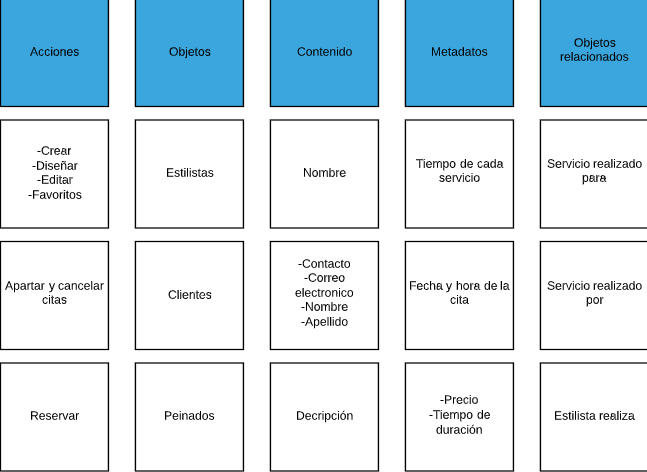 Acciones
Objetos
Contenido
Metadatos
Objetos
relacionados
-Crear
-Diseñar
-Editar
-Favoritos
Estilistas
Nombre
Tiempo de cada
servicio
Servicio realizado
para
Apartar y cancelar
citas
Clientes
-Contacto
-Correo
electronico
-Nombre
-Apellido
Fecha y hora de la
cita
Servicio realizado
por
Reservar
Peinados
Decripción
-Precio
-Tiempo de
duración
Estilista realiza